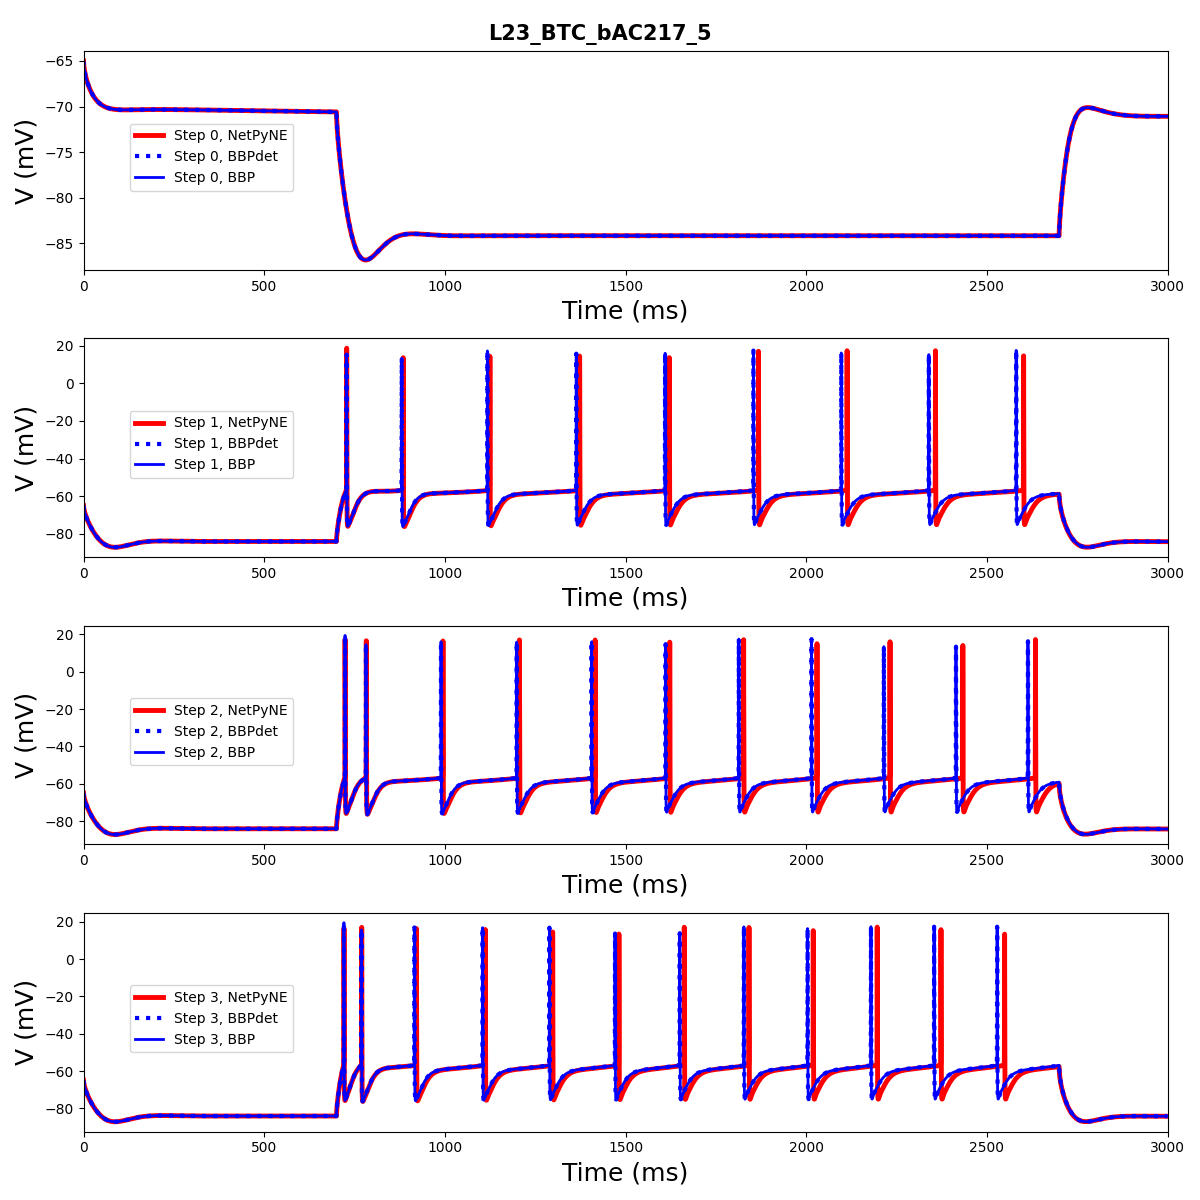 L23_BTC_bAC217_5
−65
−70
−75
−80
−85
V (mV)
Step 0, NetPyNE
Step 0, BBPdet
Step 0, BBP
0 500 1000 1500 2000 2500 3000
Time (ms)
20
0
−20
−40
−60
−80
V (mV)
Step 1, NetPyNE
Step 1, BBPdet
Step 1, BBP
0 500 1000 1500 2000 2500 3000
Time (ms)
20
0
−20
−40
−60
−80
V (mV)
Step 2, NetPyNE
Step 2, BBPdet
Step 2, BBP
0 500 1000 1500 2000 2500 3000
Time (ms)
20
0
−20
−40
−60
−80
V (mV)
Step 3, NetPyNE
Step 3, BBPdet
Step 3, BBP
0 500 1000 1500 2000 2500 3000
Time (ms)